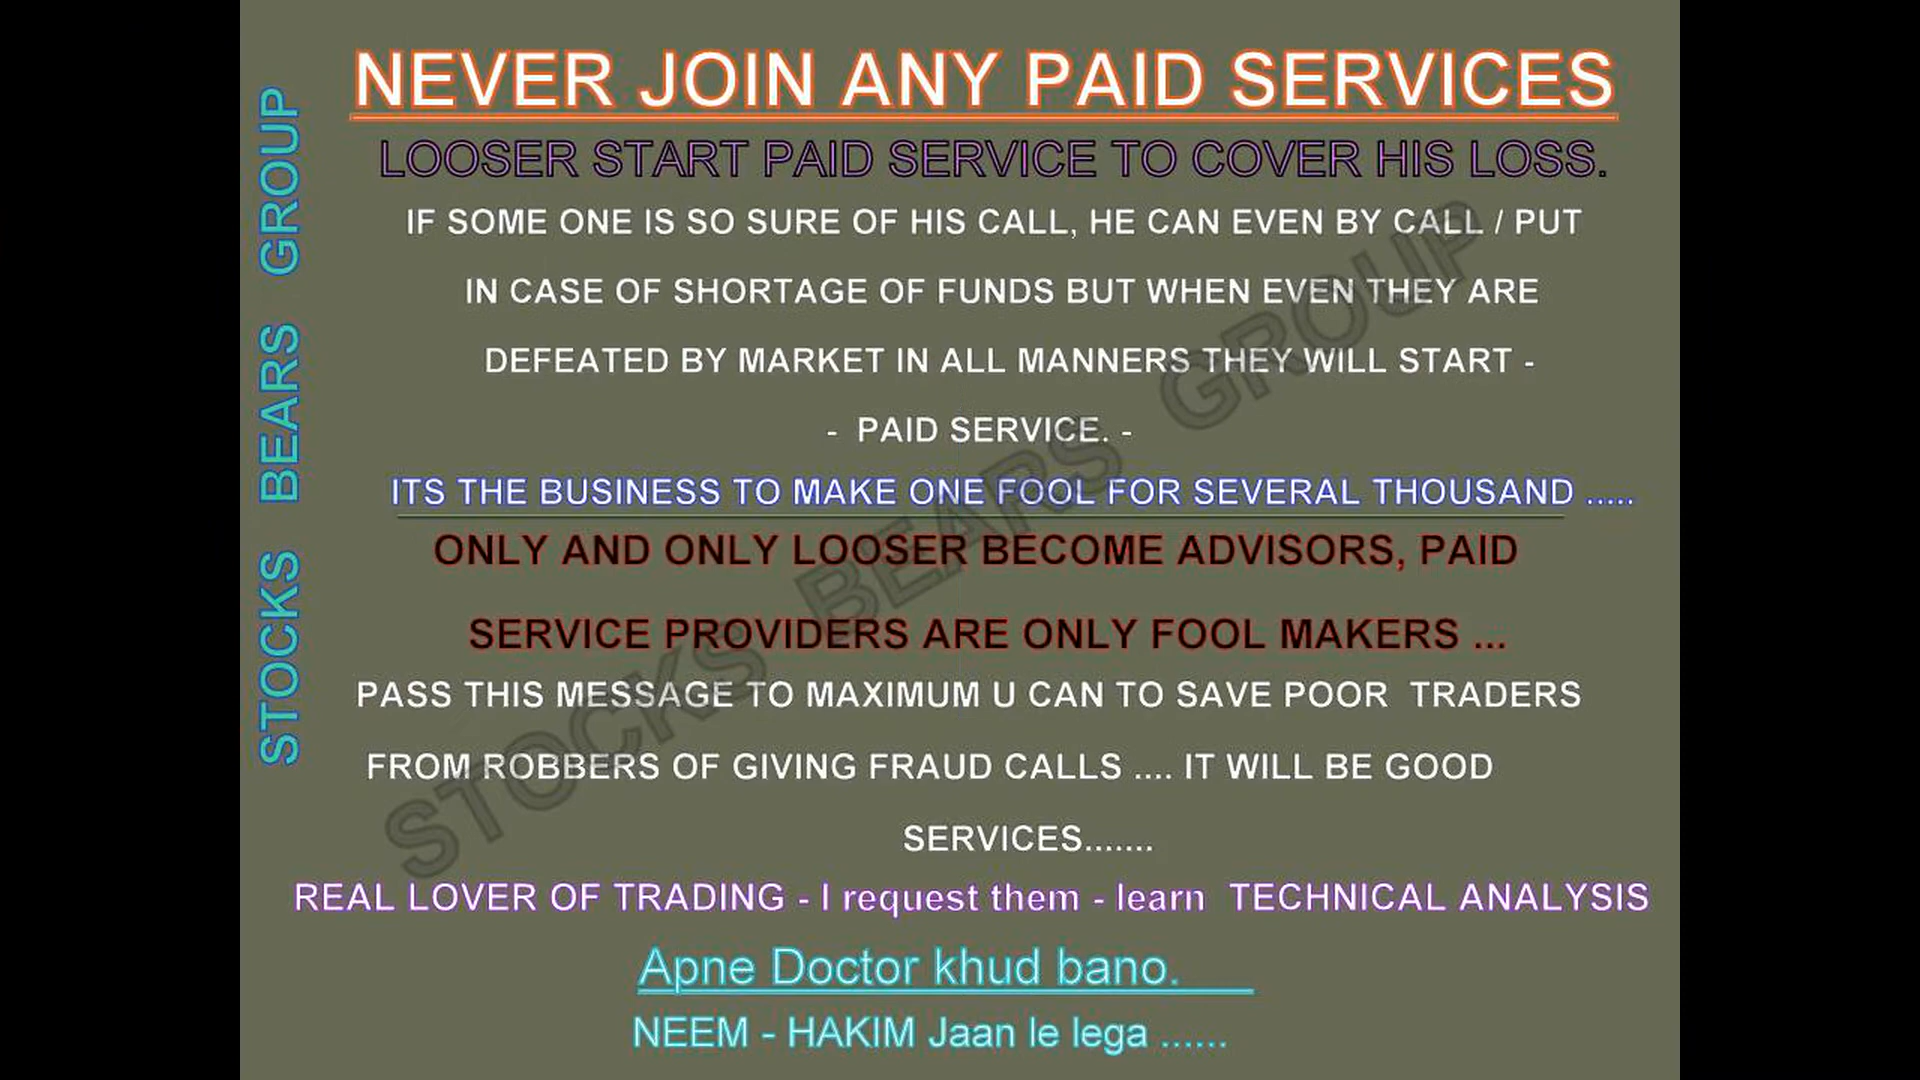 NEVER JOIN ANY PAID SERVICES
LOOSER START PAID SERVICE TO COVER HIS LOSS.
IF SOME ONE IS SO SURE OF HIS CALL, HE CAN EVEN BY CALL / PUT
IN CASE OF SHORTAGE OF FUNDS BUT WHEN EVEN THEY ARE
DEFEATED BY MARKET IN ALL MANNERS THEY WILL START -
- PAID SERVICE. -
ITS THE BUSINESS TO MAKE ONE FOOL FOR SEVERAL THOUSAND .....
ONLY AND ONLY LOOSER BECOME ADVISORS, PAID
SERVICE PROVIDERS ARE ONLY FOOL MAKERS ...
PASS THIS MESSAGE TO MAXIMUM U CAN TO SAVE POOR TRADERS
FROM ROBBERS OF GIVING FRAUD CALLS .... IT WILL BE GOOD
SERVICES.......
REAL LOVER OF TRADING - I request them - learn TECHNICAL ANALYSIS
Apne Doctor khud bano.
NEEM - HAKIM Jaan le lega ......
STOCKS BEARS GROUP
STOCKS BEARS GROUP